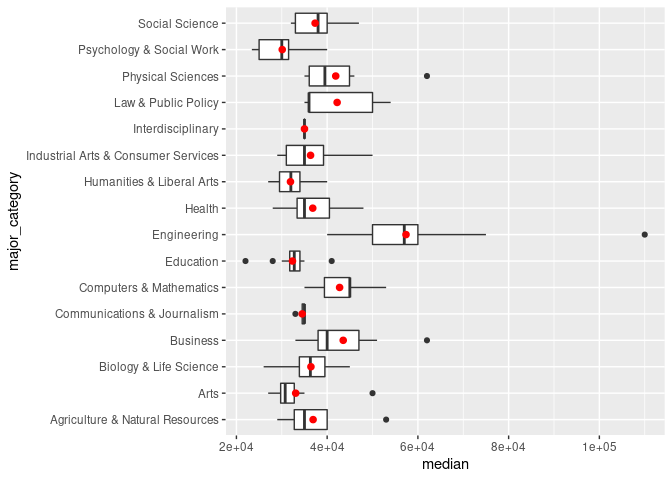 Social Science
Psychology & Social Work
Physical Sciences
Law & Public Policy
Interdisciplinary
Industrial Arts & Consumer Services
Humanities & Liberal Arts
Health
Engineering
Education
Computers & Mathematics
Communications & Journalism
Business
Biology & Life Science
Arts
Agriculture & Natural Resources
major_category
2e+04 4e+04 6e+04 8e+04 1e+05
median